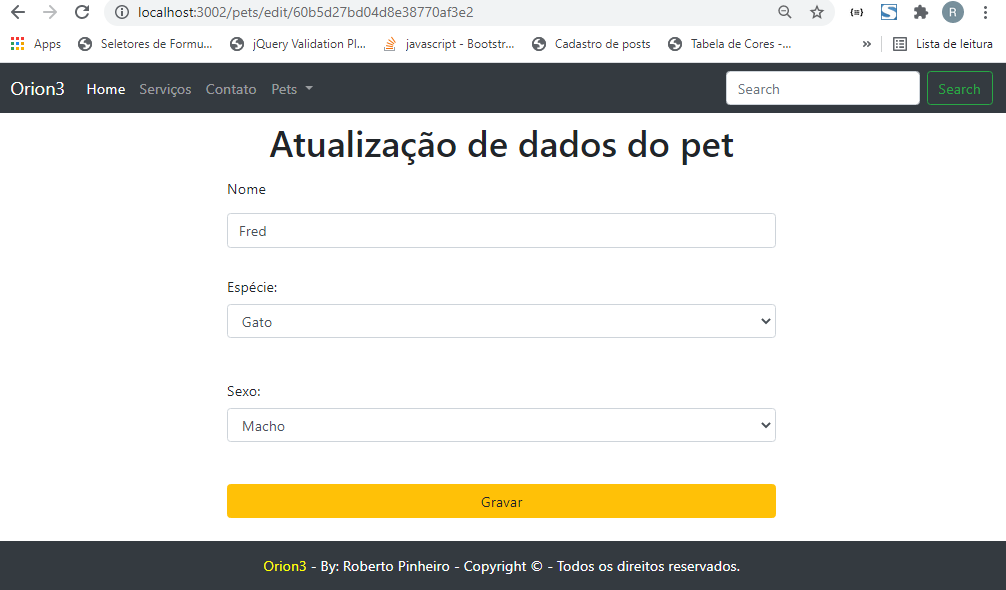 localhost:3002/pets/edit/60b5d27bd04d8e38770af3e2
R
Apps Seletores de Formu... jQuery Validation Pl... javascript - Bootstr... Cadastro de posts Tabela de Cores -... » Lista de leitura
Orion3 Home Serviços Contato Pets Search Search
Atualização de dados do pet
Nome
Fred
Espécie:
Gato
Sexo:
Macho
Gravar
Orion3 - By: Roberto Pinheiro - Copyright © - Todos os direitos reservados.